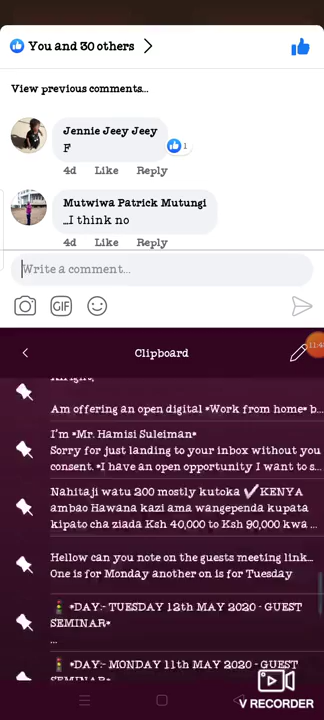 You and 30 others
View previous comments...
Jennie Jeey Jeey
F
1
4d Like Reply
Mutwiwa Patrick Mutungi
...I think no
4d Like Reply
Write a comment...
GIF
Clipboard
Am offering an open digital *Work from home* b...
I'm *Mr. Hamisi Suleiman*
Sorry for just landing to your inbox without you
consent. *I have an open opportunity I want to s...
Nahitaji watu 200 mostly kutoka ✔KENYA
ambao Hawana kazi ama wangependa kupata
kipato cha ziada Ksh 40,000 to Ksh 90,000 kwa ...
Hellow can you note on the guests meeting link...
One is for Monday another on is for Tuesday
🚦 *DAY:- TUESDAY 12th MAY 2020 - GUEST
SEMINAR*
...
🚦 *DAY:- MONDAY 11th MAY 2020 - GUEST
SEMINAR*
V RECORDER